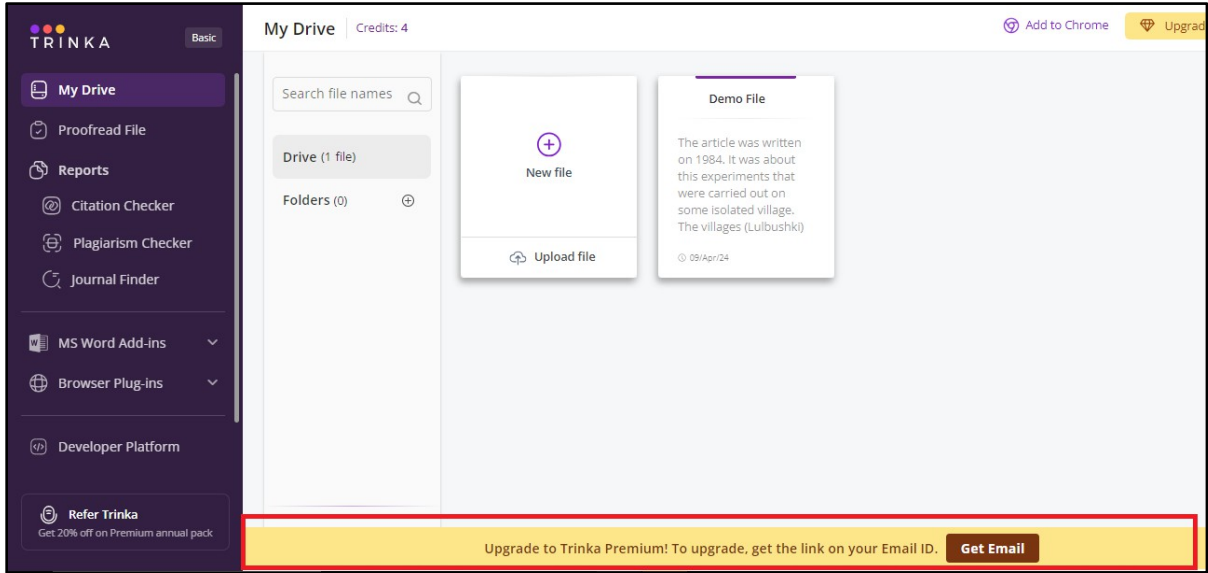 TRINKA
Basic
My Drive
Proofread File
Reports
Citation Checker
Plagiarism Checker
Journal Finder
MS Word Add-ins
Browser Plug-ins
Developer Platform
Refer Trinka
Get 20% off on Premium annual pack
My Drive
Credits: 4
Add to Chrome
Upgrad
Search file names
Drive (1 file)
Folders (0)
New file
Upload file
Demo File
The article was written
on 1984. It was about
this experiments that
were carried out on
some isolated village.
The villages (Lulbushki)
09/Apr/24
Upgrade to Trinka Premium! To upgrade, get the link on your Email ID.
Get Email